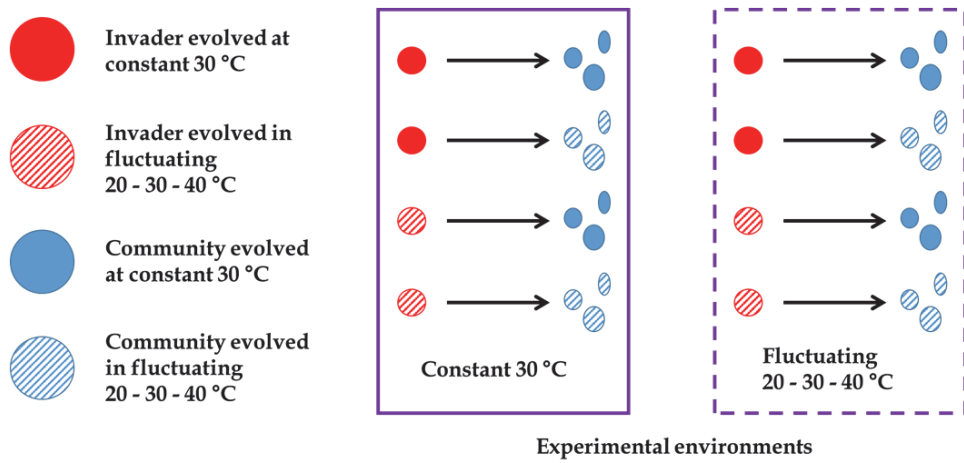 Invader evolved at
constant 30 °C
Invader evolved in
fluctuating
20 - 30 - 40 °C
Community evolved
at constant 30 °C
Community evolved
in fluctuating
20 - 30 - 40 °C
Constant 30 °C
Fluctuating
20 - 30 - 40 °C
Experimental environments